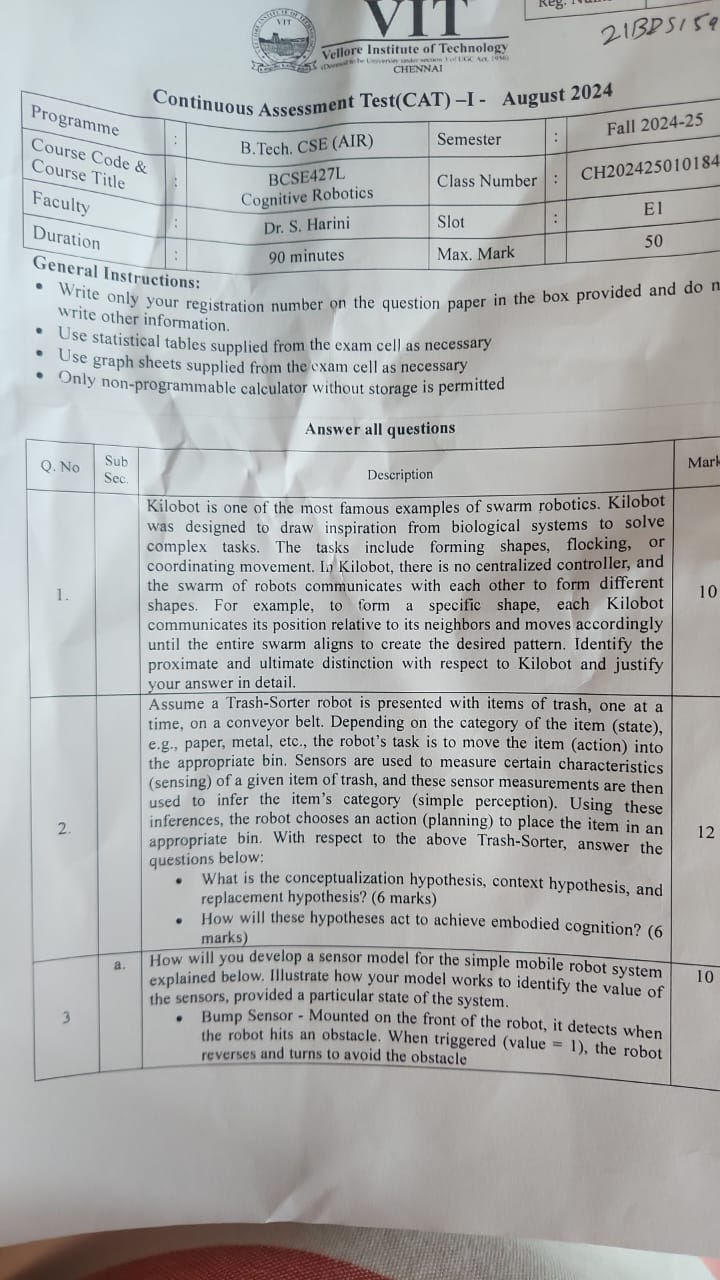 Reg.
21BDS159
VIT
VIT
Vellore Institute of Technology
(Deemed to be University under section 3 of UGC Act, 1956)
CHENNAI
Continuous Assessment Test(CAT) –I - August 2024
Programme : B.Tech. CSE (AIR) Semester : Fall 2024-25
Course Code & Course Title : BCSE427L Cognitive Robotics Class Number : CH202425010184
Faculty : Dr. S. Harini Slot : E1
Duration : 90 minutes Max. Mark 50
General Instructions:
• Write only your registration number on the question paper in the box provided and do n
write other information.
• Use statistical tables supplied from the exam cell as necessary
• Use graph sheets supplied from the exam cell as necessary
• Only non-programmable calculator without storage is permitted
Answer all questions
Q. No Sub Sec. Description Mark
1. 10
Kilobot is one of the most famous examples of swarm robotics. Kilobot
was designed to draw inspiration from biological systems to solve
complex tasks. The tasks include forming shapes, flocking, or
coordinating movement. In Kilobot, there is no centralized controller, and
the swarm of robots communicates with each other to form different
shapes. For example, to form a specific shape, each Kilobot
communicates its position relative to its neighbors and moves accordingly
until the entire swarm aligns to create the desired pattern. Identify the
proximate and ultimate distinction with respect to Kilobot and justify
your answer in detail.
2. 12
Assume a Trash-Sorter robot is presented with items of trash, one at a
time, on a conveyor belt. Depending on the category of the item (state),
e.g., paper, metal, etc., the robot's task is to move the item (action) into
the appropriate bin. Sensors are used to measure certain characteristics
(sensing) of a given item of trash, and these sensor measurements are then
used to infer the item's category (simple perception). Using these
inferences, the robot chooses an action (planning) to place the item in an
appropriate bin. With respect to the above Trash-Sorter, answer the
questions below:
• What is the conceptualization hypothesis, context hypothesis, and
replacement hypothesis? (6 marks)
• How will these hypotheses act to achieve embodied cognition? (6
marks)
3 a. 10
How will you develop a sensor model for the simple mobile robot system
explained below. Illustrate how your model works to identify the value of
the sensors, provided a particular state of the system.
• Bump Sensor - Mounted on the front of the robot, it detects when
the robot hits an obstacle. When triggered (value = 1), the robot
reverses and turns to avoid the obstacle